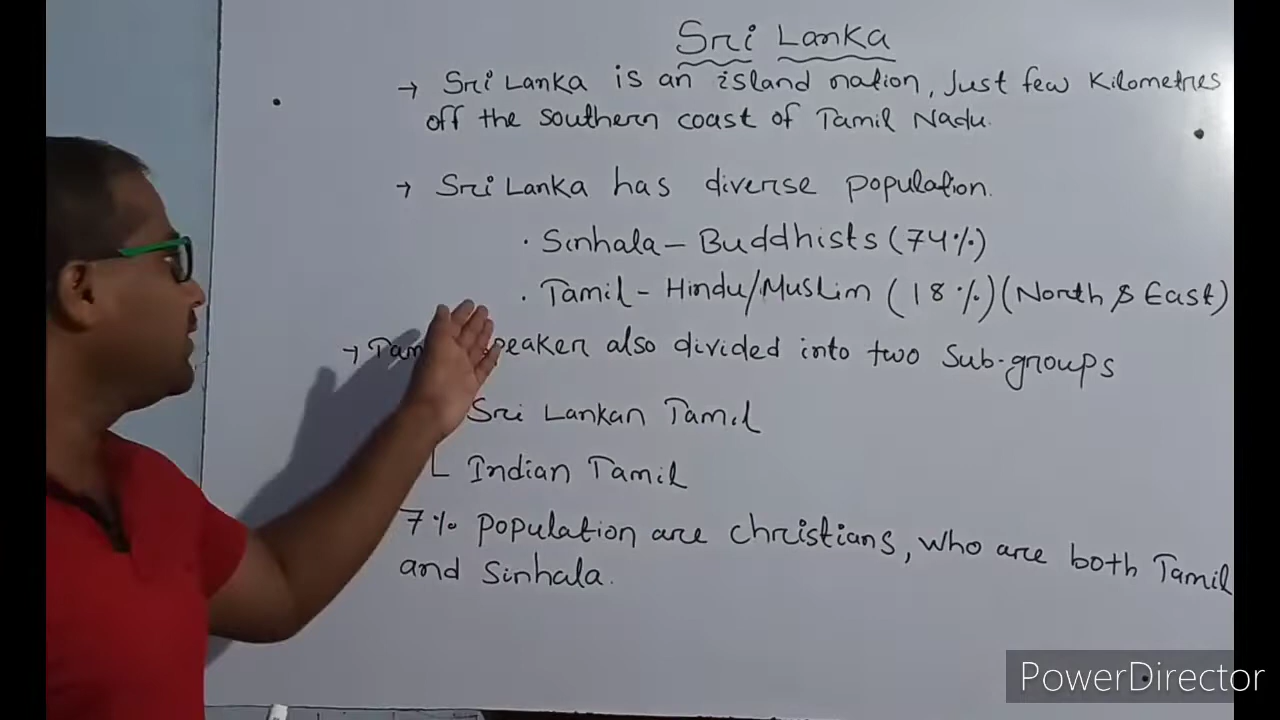 Sri Lanka
→ Sri Lanka is an island nation, Just few Kilometres
off the southern coast of Tamil Nadu.
→ Sri Lanka has diverse population.
· Sinhala - Buddhists (74%)
· Tamil - Hindu/Muslim (18%) (North & East)
→ Tam peaker also divided into two Sub-groups
Sri Lankan Tamil
Indian Tamil
7% population are christians, who are both Tamil
and Sinhala.
PowerDirector